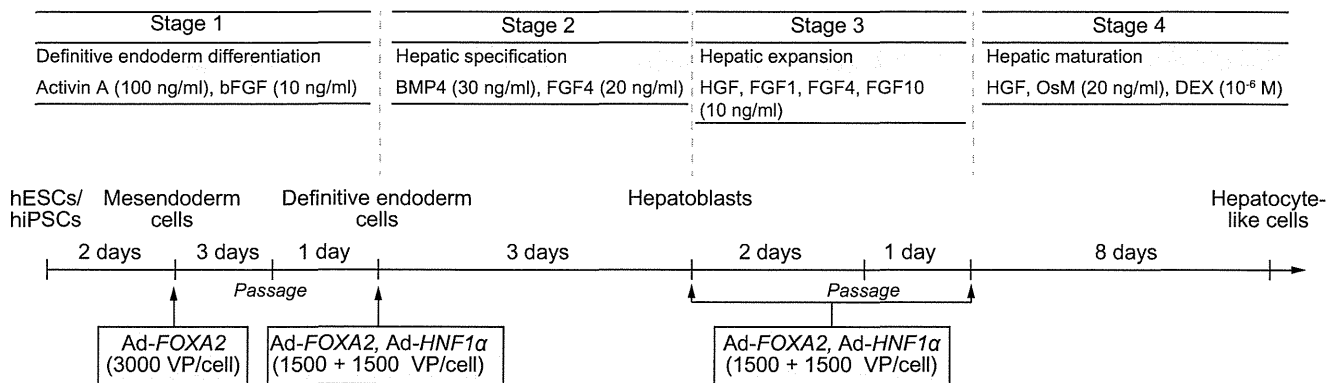 Stage 1
Definitive endoderm differentiation
Activin A (100 ng/ml), bFGF (10 ng/ml)
Stage 2
Hepatic specification
BMP4 (30 ng/ml), FGF4 (20 ng/ml)
Stage 3
Hepatic expansion
HGF, FGF1, FGF4, FGF10
(10 ng/ml)
Stage 4
Hepatic maturation
HGF, OsM (20 ng/ml), DEX (10⁻⁶ M)
hESCs/
hiPSCs
Mesendoderm
cells
Definitive endoderm
cells
Hepatoblasts
Hepatocyte-
like cells
2 days
3 days
1 day
3 days
2 days
1 day
8 days
Passage
Passage
Ad-FOXA2
(3000 VP/cell)
Ad-FOXA2, Ad-HNF1α
(1500 + 1500 VP/cell)
Ad-FOXA2, Ad-HNF1α
(1500 + 1500 VP/cell)